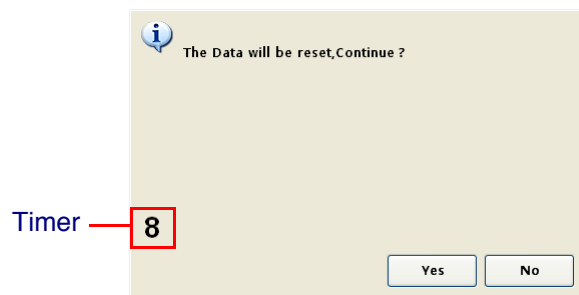 The Data will be reset,Continue ?
Timer
8
Yes
No